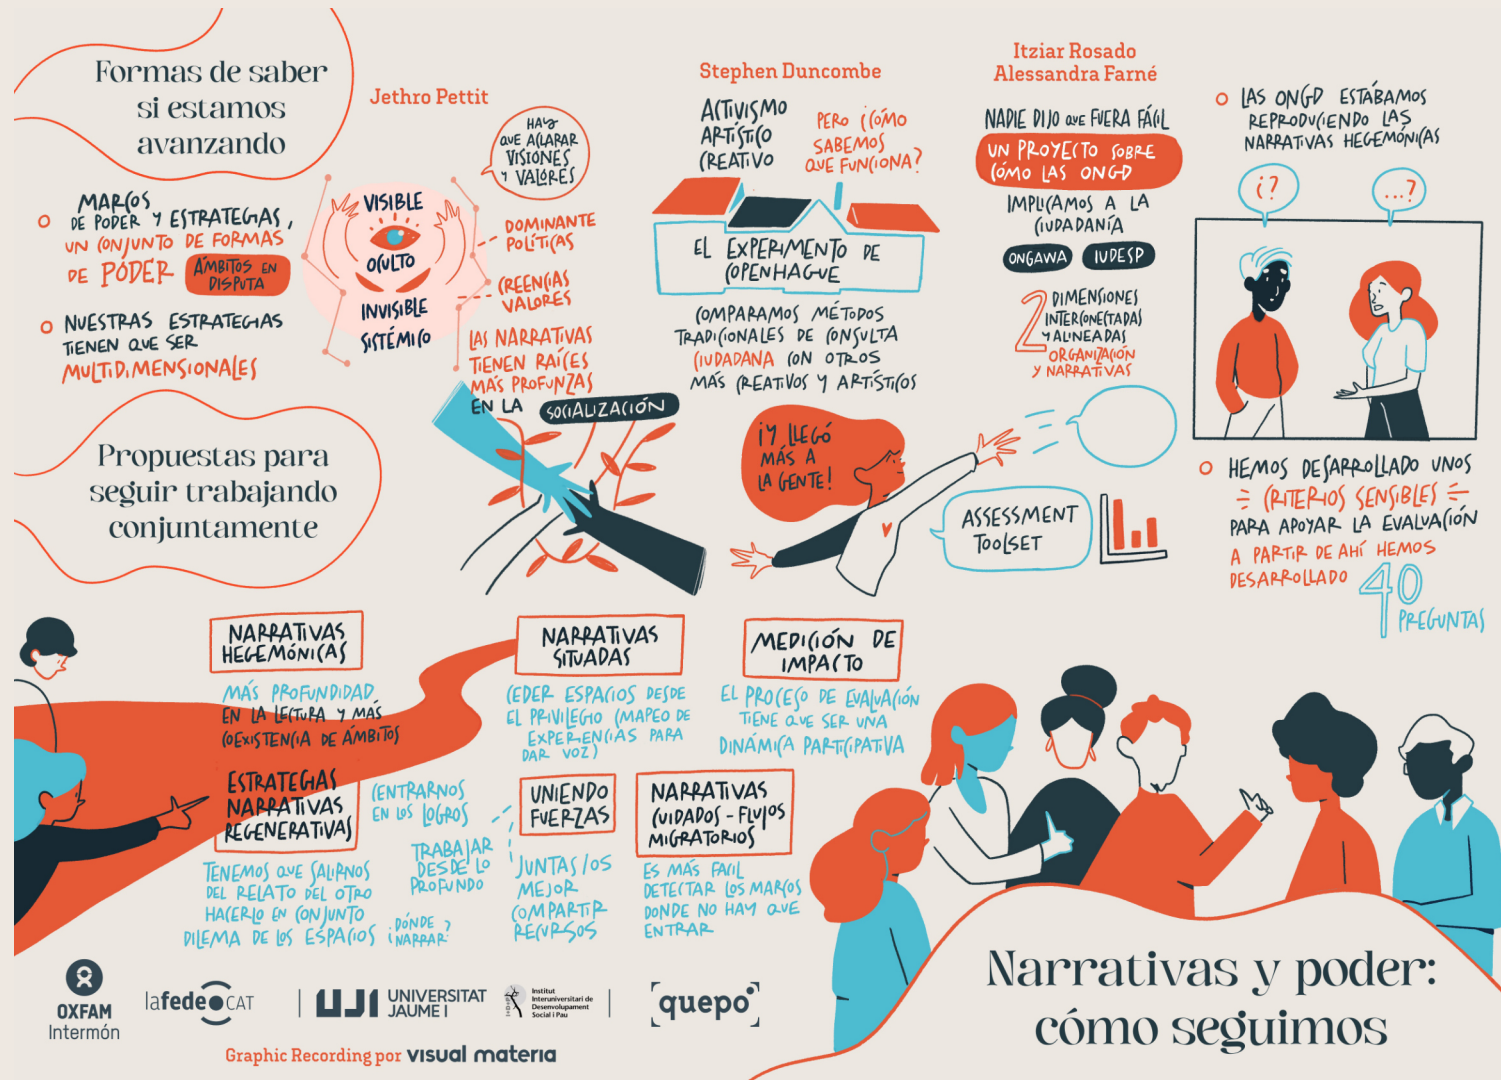 Formas de saber
si estamos
avanzando
MARCOS
DE PODER Y ESTRATEGIAS,
UN CONJUNTO DE FORMAS
DE PODER
ÁMBITOS EN
DISPUTA
NUESTRAS ESTRATEGIAS
TIENEN QUE SER
MULTIDIMENSIONALES
Jethro Pettit
HAY
QUE ACLARAR
VISIONES
Y VALORES
VISIBLE
OCULTO
INVISIBLE
SISTÉMICO
DOMINANTE
POLÍTICAS
CREENCIAS
VALORES
LAS NARRATIVAS
TIENEN RAÍCES
MÁS PROFUNZAS
EN LA SOCIALIZACIÓN
Stephen Duncombe
ACTIVISMO
ARTÍSTICO
CREATIVO
PERO ¿CÓMO
SABEMOS
QUE FUNCIONA?
EL EXPERIMENTO DE
COPENHAGUE
COMPARAMOS MÉTODOS
TRADICIONALES DE CONSULTA
CIUDADANA CON OTROS
MÁS CREATIVOS Y ARTÍSTICOS
¡Y LLEGÓ
MÁS A
LA GENTE!
ASSESSMENT
TOOLSET
Itziar Rosado
Alessandra Farné
NADIE DIJO QUE FUERA FÁCIL
UN PROYECTO SOBRE
CÓMO LAS ONGD
IMPLICAMOS A LA
CIUDADANÍA
ONGAWA
IUDESP
2 DIMENSIONES
INTERCONECTADAS
Y ALINEADAS
ORGANIZACIÓN
Y NARRATIVAS
LAS ONGD ESTÁBAMOS
REPRODUCIENDO LAS
NARRATIVAS HEGEMÓNICAS
¿?
...?
HEMOS DESARROLLADO UNOS
CRITERIOS SENSIBLES
PARA APOYAR LA EVALUACIÓN
A PARTIR DE AHÍ HEMOS
DESARROLLADO 40
PREGUNTAS
Propuestas para
seguir trabajando
conjuntamente
NARRATIVAS
HEGEMÓNICAS
MÁS PROFUNDIDAD
EN LA LECTURA Y MÁS
COEXISTENCIA DE ÁMBITOS
NARRATIVAS
SITUADAS
CEDER ESPACIOS DESDE
EL PRIVILEGIO (MAPEO DE
EXPERIENCIAS PARA
DAR VOZ)
MEDICIÓN DE
IMPACTO
EL PROCESO DE EVALUACIÓN
TIENE QUE SER UNA
DINÁMICA PARTICIPATIVA
ESTRATEGIAS
NARRATIVAS
REGENERATIVAS
CENTRARNOS
EN LOS LOGROS
TRABAJAR
DESDE LO
PROFUNDO
TENEMOS QUE SALIRNOS
DEL RELATO DEL OTRO
HACERLO EN CONJUNTO
DILEMA DE LOS ESPACIOS
¿DÓNDE
NARRAR?
UNIENDO
FUERZAS
JUNTAS/OS
MEJOR
COMPARTIR
RECURSOS
NARRATIVAS
CUIDADOS - FLUJOS
MIGRATORIOS
ES MÁS FACIL
DETECTAR LOS MARCOS
DONDE NO HAY QUE
ENTRAR
Narrativas y poder:
cómo seguimos
OXFAM
Intermón
lafede.CAT
UJI UNIVERSITAT
JAUME I
Institut
Interuniversitari de
Desenvolupament
Social i Pau
quepo
Graphic Recording por visual materia